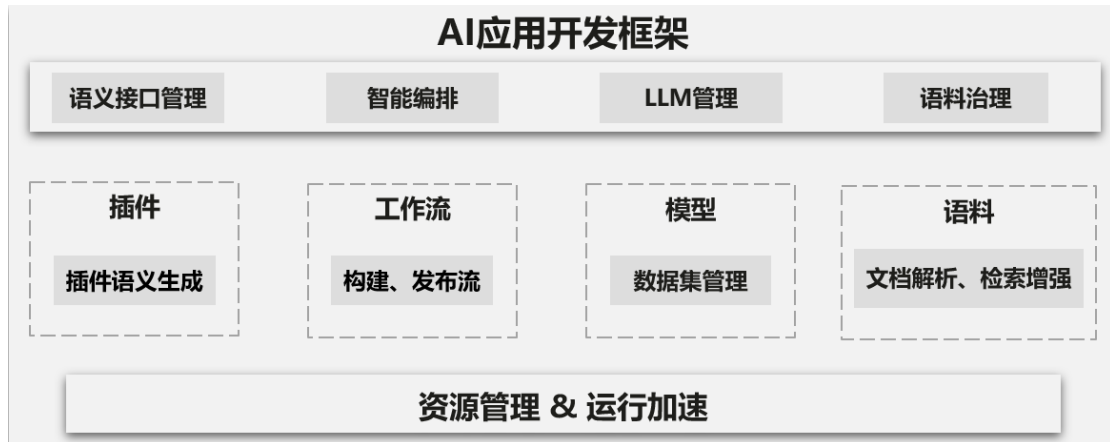 AI应用开发框架
语义接口管理
智能编排
LLM管理
语料治理
插件
工作流
模型
语料
插件语义生成
构建、发布流
数据集管理
文档解析、检索增强
资源管理 & 运行加速